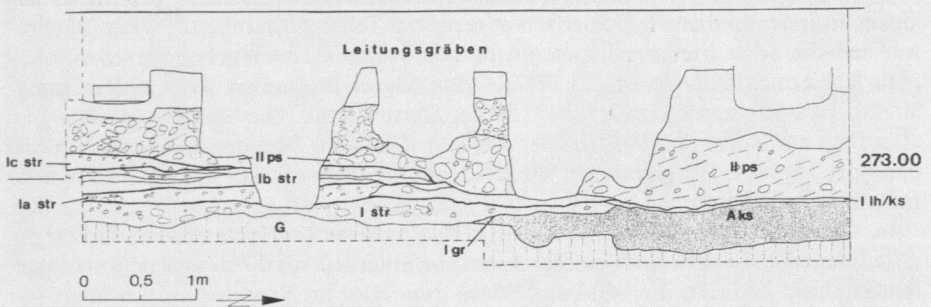 Leitungsgräben
Ic str
II ps
Ib str
II ps
273.00
Ia str
I str
I lh/ks
G
Aks
I gr
0 0,5 1m